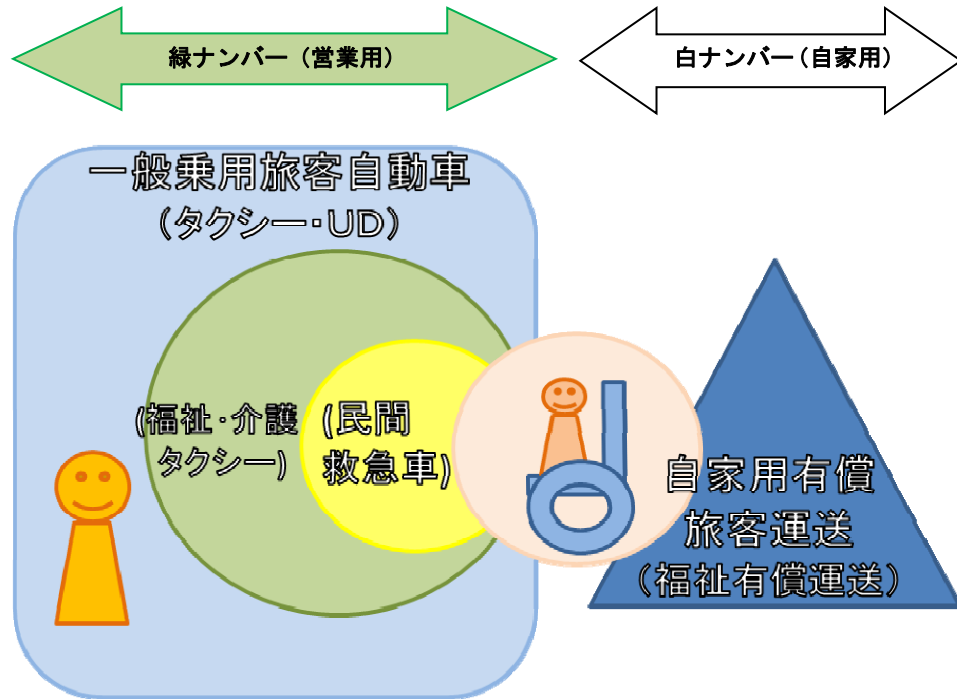 緑ナンバー（営業用）
白ナンバー（自家用）
一般乗用旅客自動車
（タクシー・UD）
(福祉・介護
タクシー)
(民間
救急車)
自家用有償
旅客運送
（福祉有償運送）